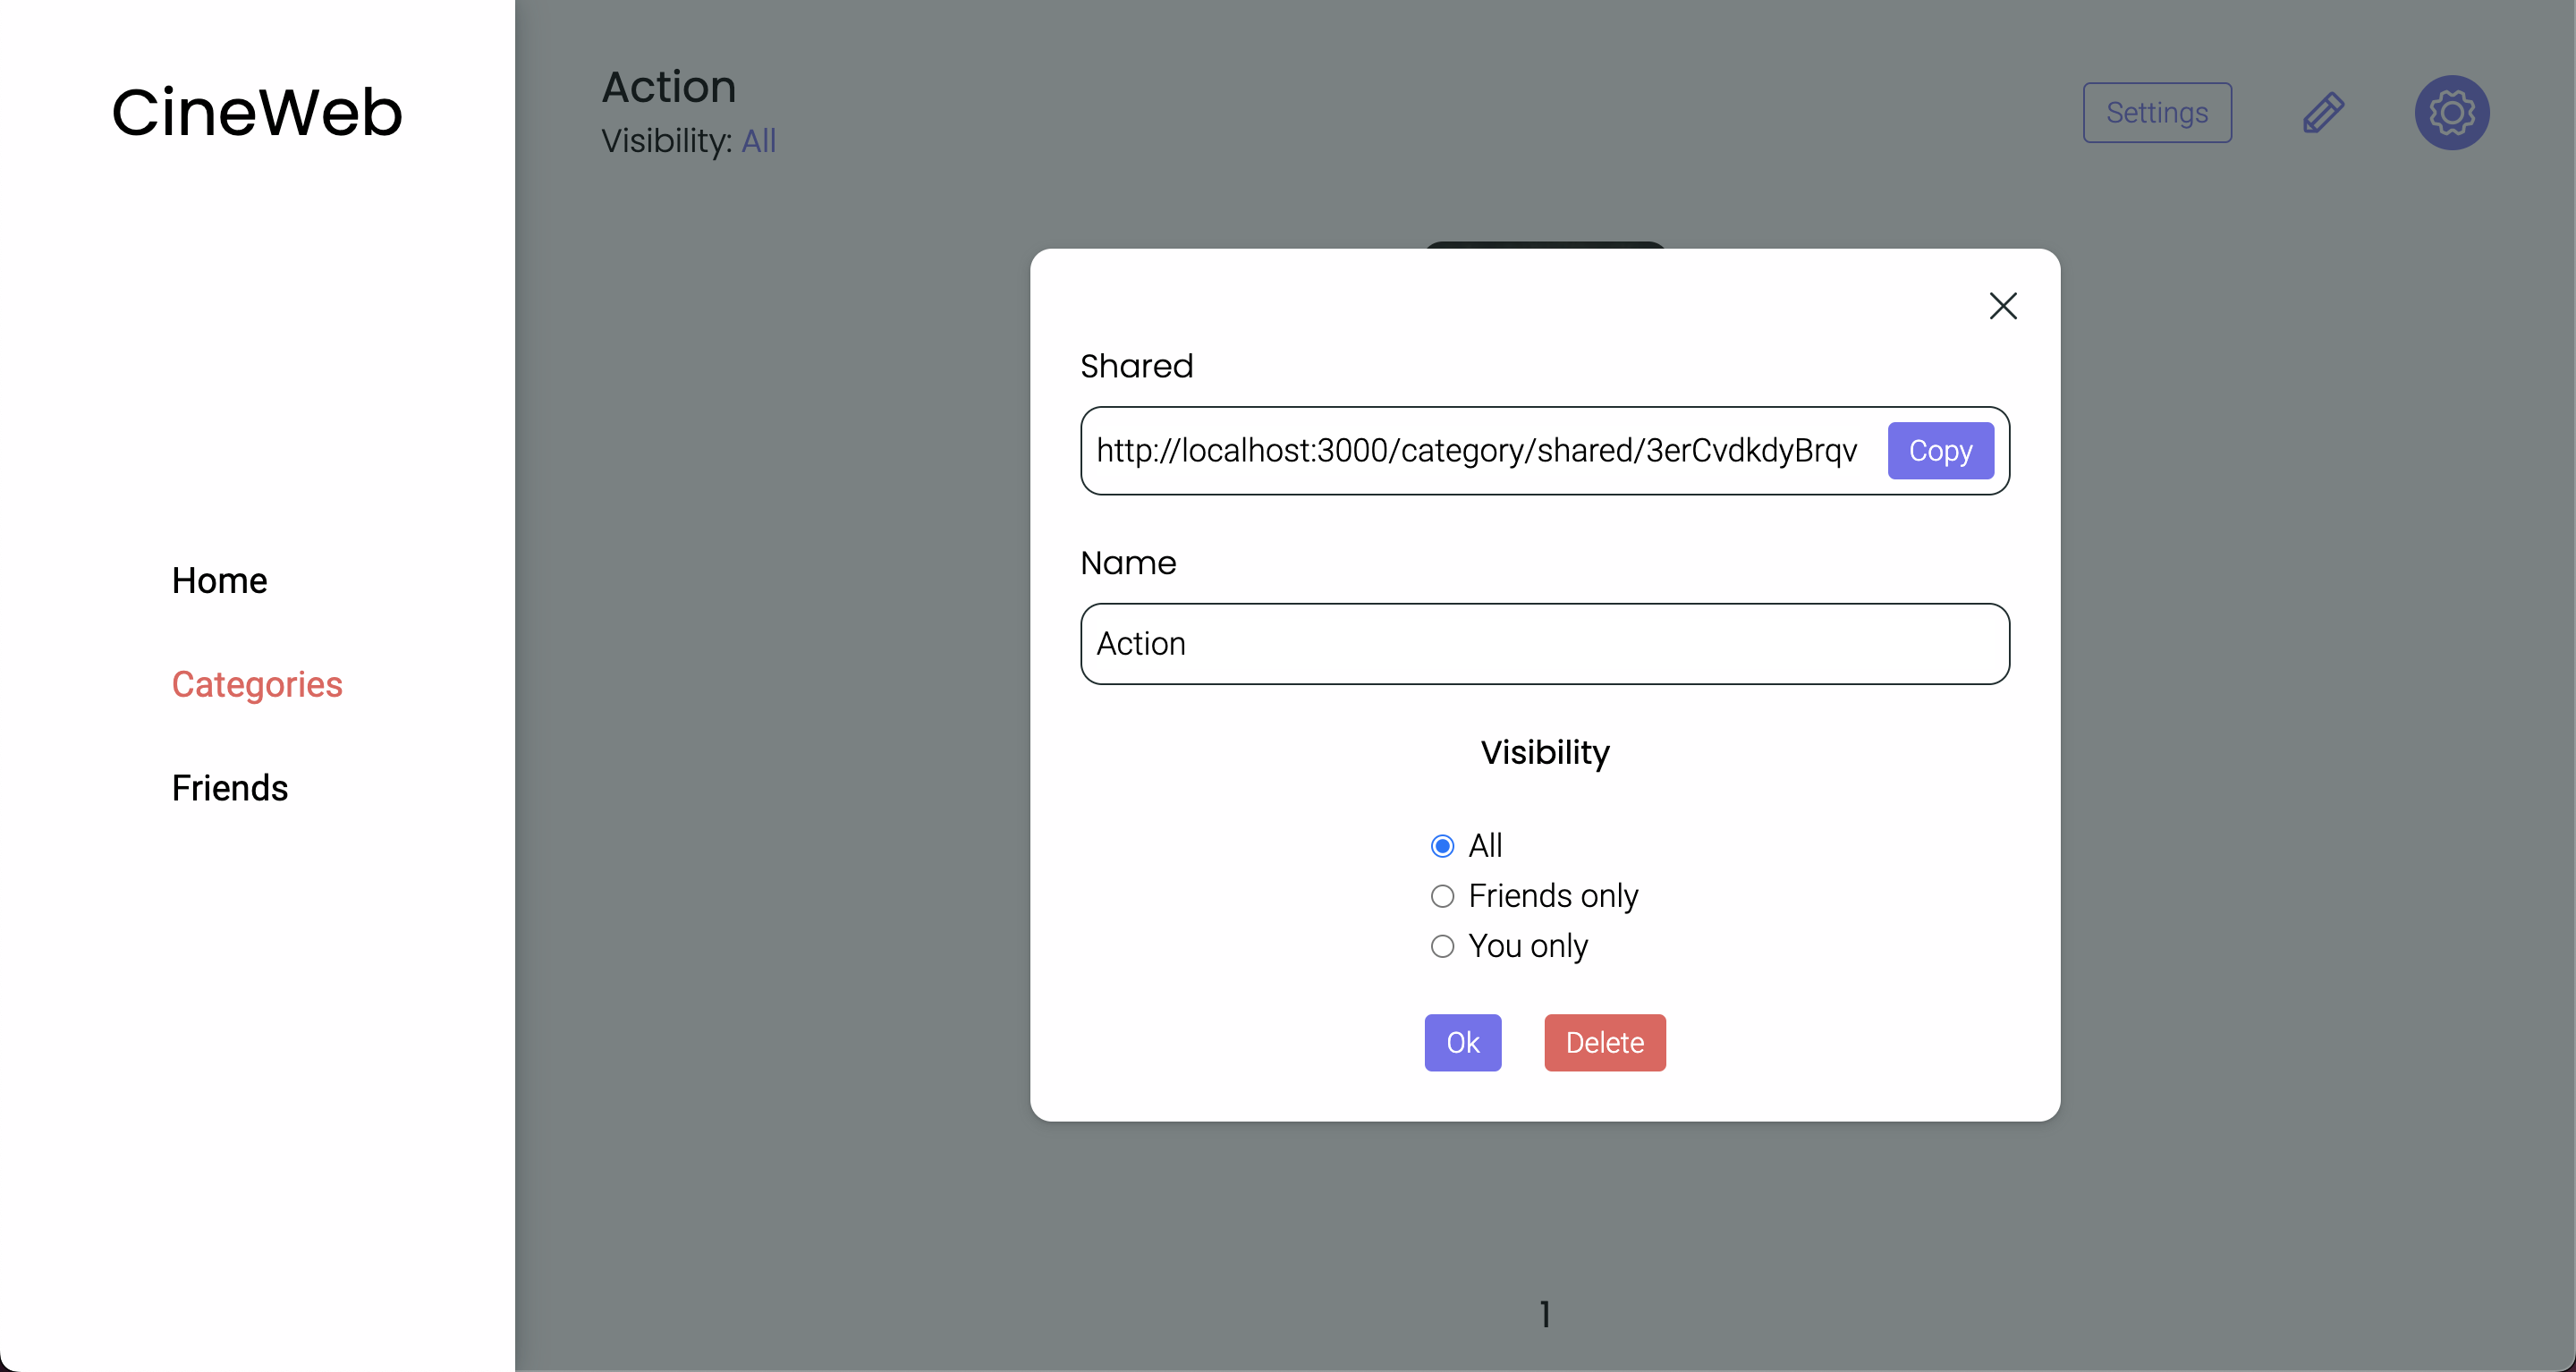 CineWeb
Home
Categories
Friends
Action
Visibility: All
Settings
Shared
http://localhost:3000/category/shared/3erCvdkdyBrqv
Copy
Name
Action
Visibility
All
Friends only
You only
Ok
Delete
1